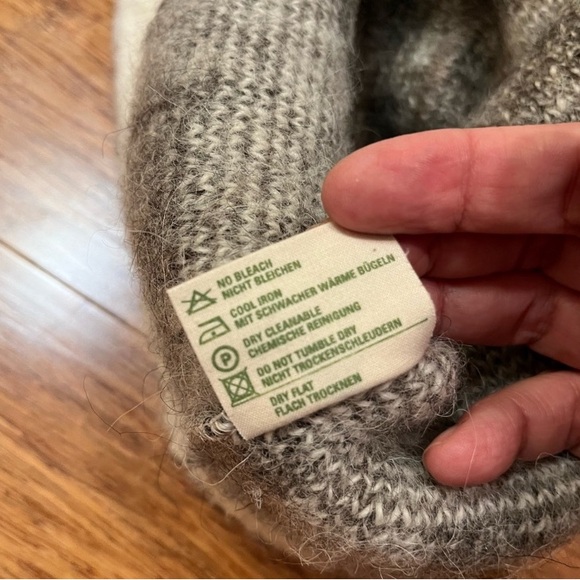 NO BLEACH
NICHT BLEICHEN
COOL IRON
MIT SCHWACHER WÄRME BÜGELN
DRY CLEANABLE
CHEMISCHE REINIGUNG
P
DO NOT TUMBLE DRY
NICHT TROCKENSCHLEUDERN
DRY FLAT
FLACH TROCKNEN